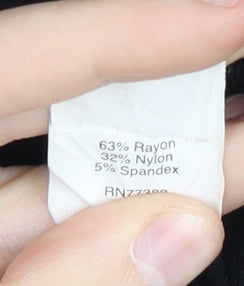 63% Rayon
32% Nylon
5% Spandex